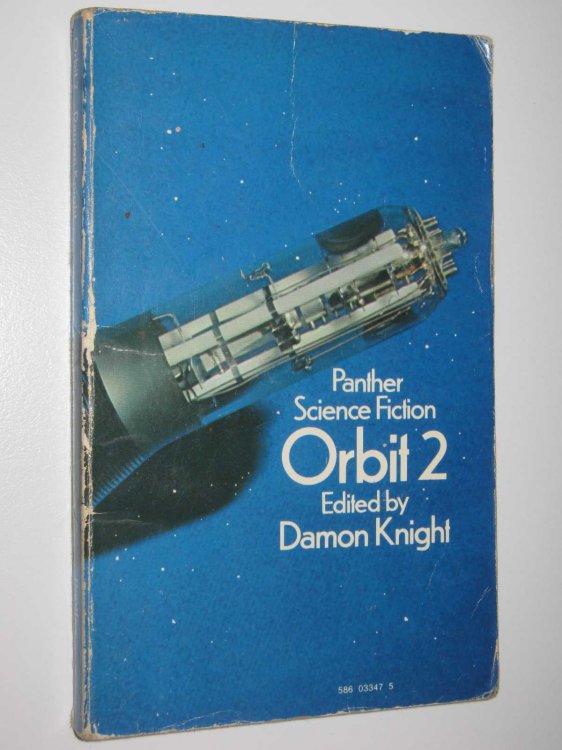 Panther
Science Fiction
Orbit 2
Edited by
Damon Knight
586 03347 5